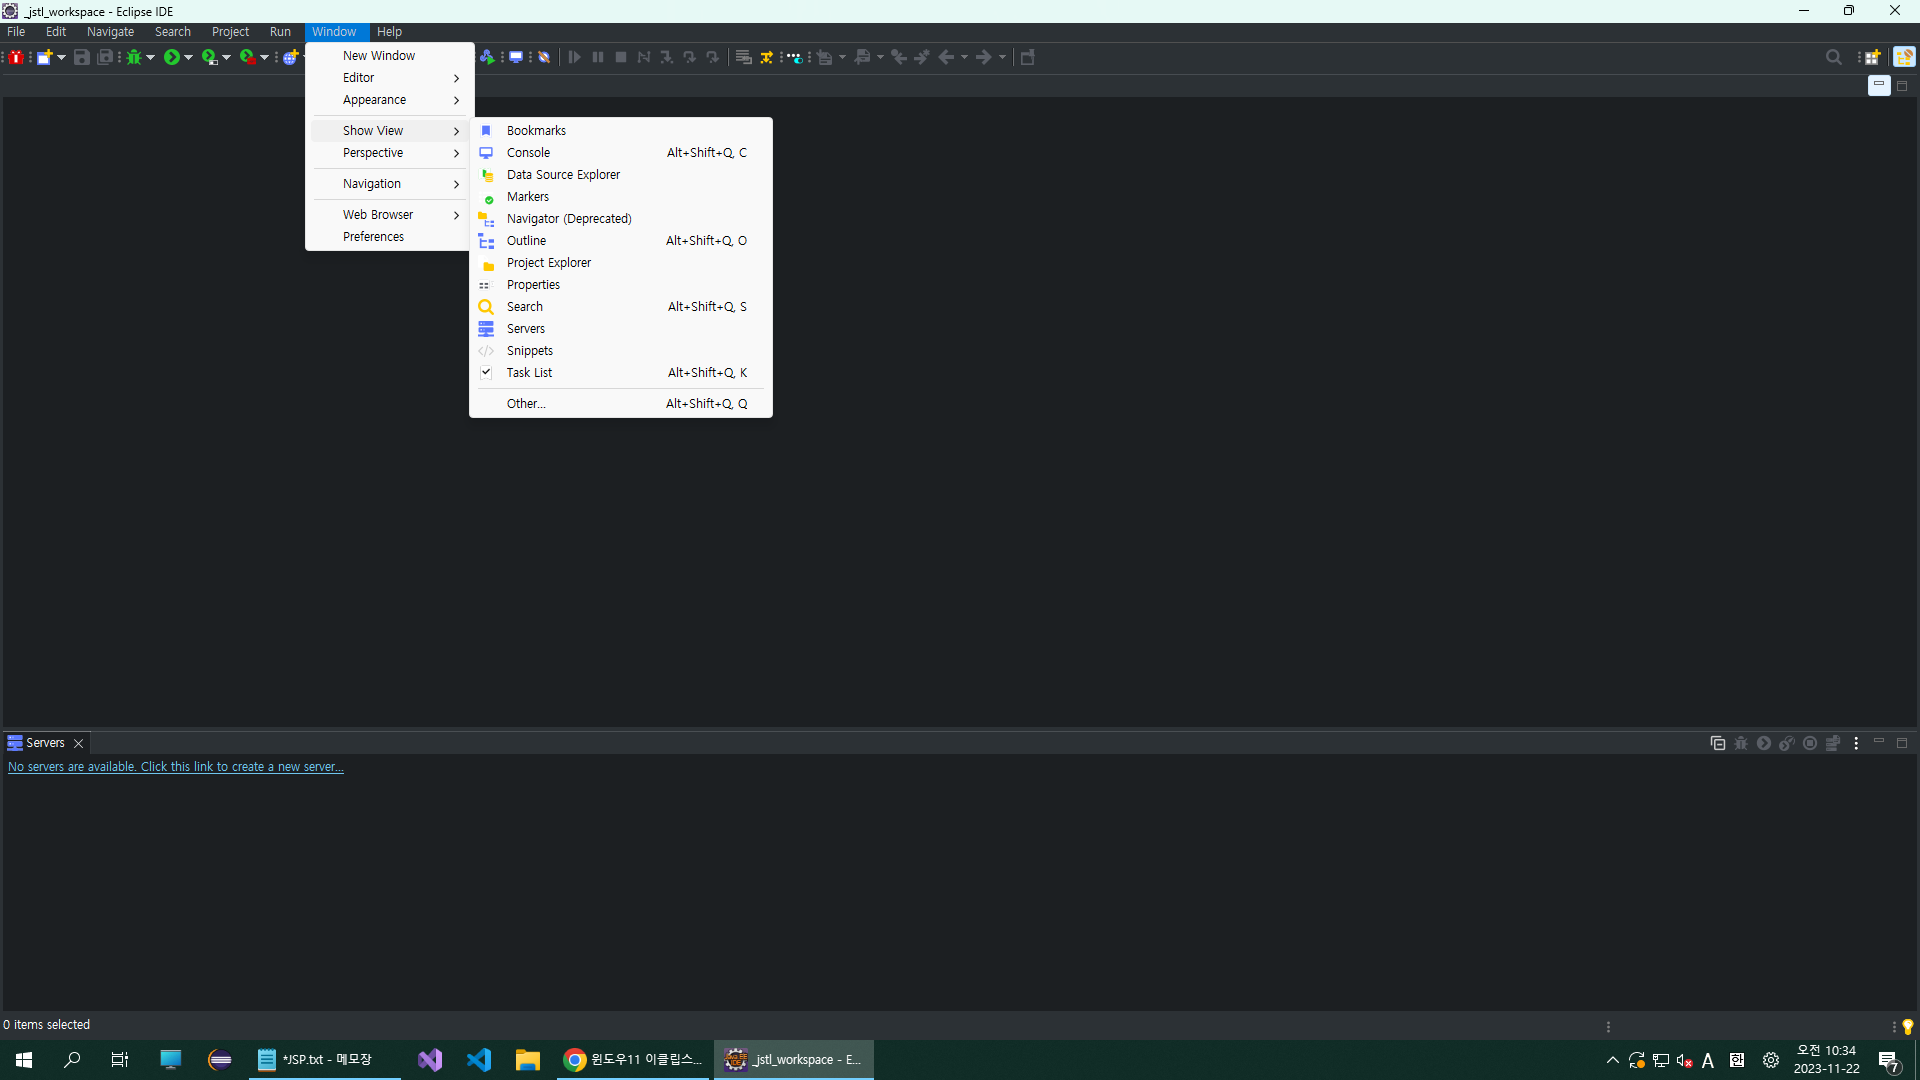 _jstl_workspace - Eclipse IDE
File Edit Navigate Search Project Run Window Help
New Window
Editor
Appearance
Show View
Perspective
Navigation
Web Browser
Preferences
Bookmarks
Console Alt+Shift+Q, C
Data Source Explorer
Markers
Navigator (Deprecated)
Outline Alt+Shift+Q, O
Project Explorer
Properties
Search Alt+Shift+Q, S
Servers
Snippets
Task List Alt+Shift+Q, K
Other... Alt+Shift+Q, Q
Servers
No servers are available. Click this link to create a new server...
0 items selected
*JSP.txt - 메모장
윈도우11 이클립스...
_jstl_workspace - E...
A 한
오전 10:34
2023-11-22
7